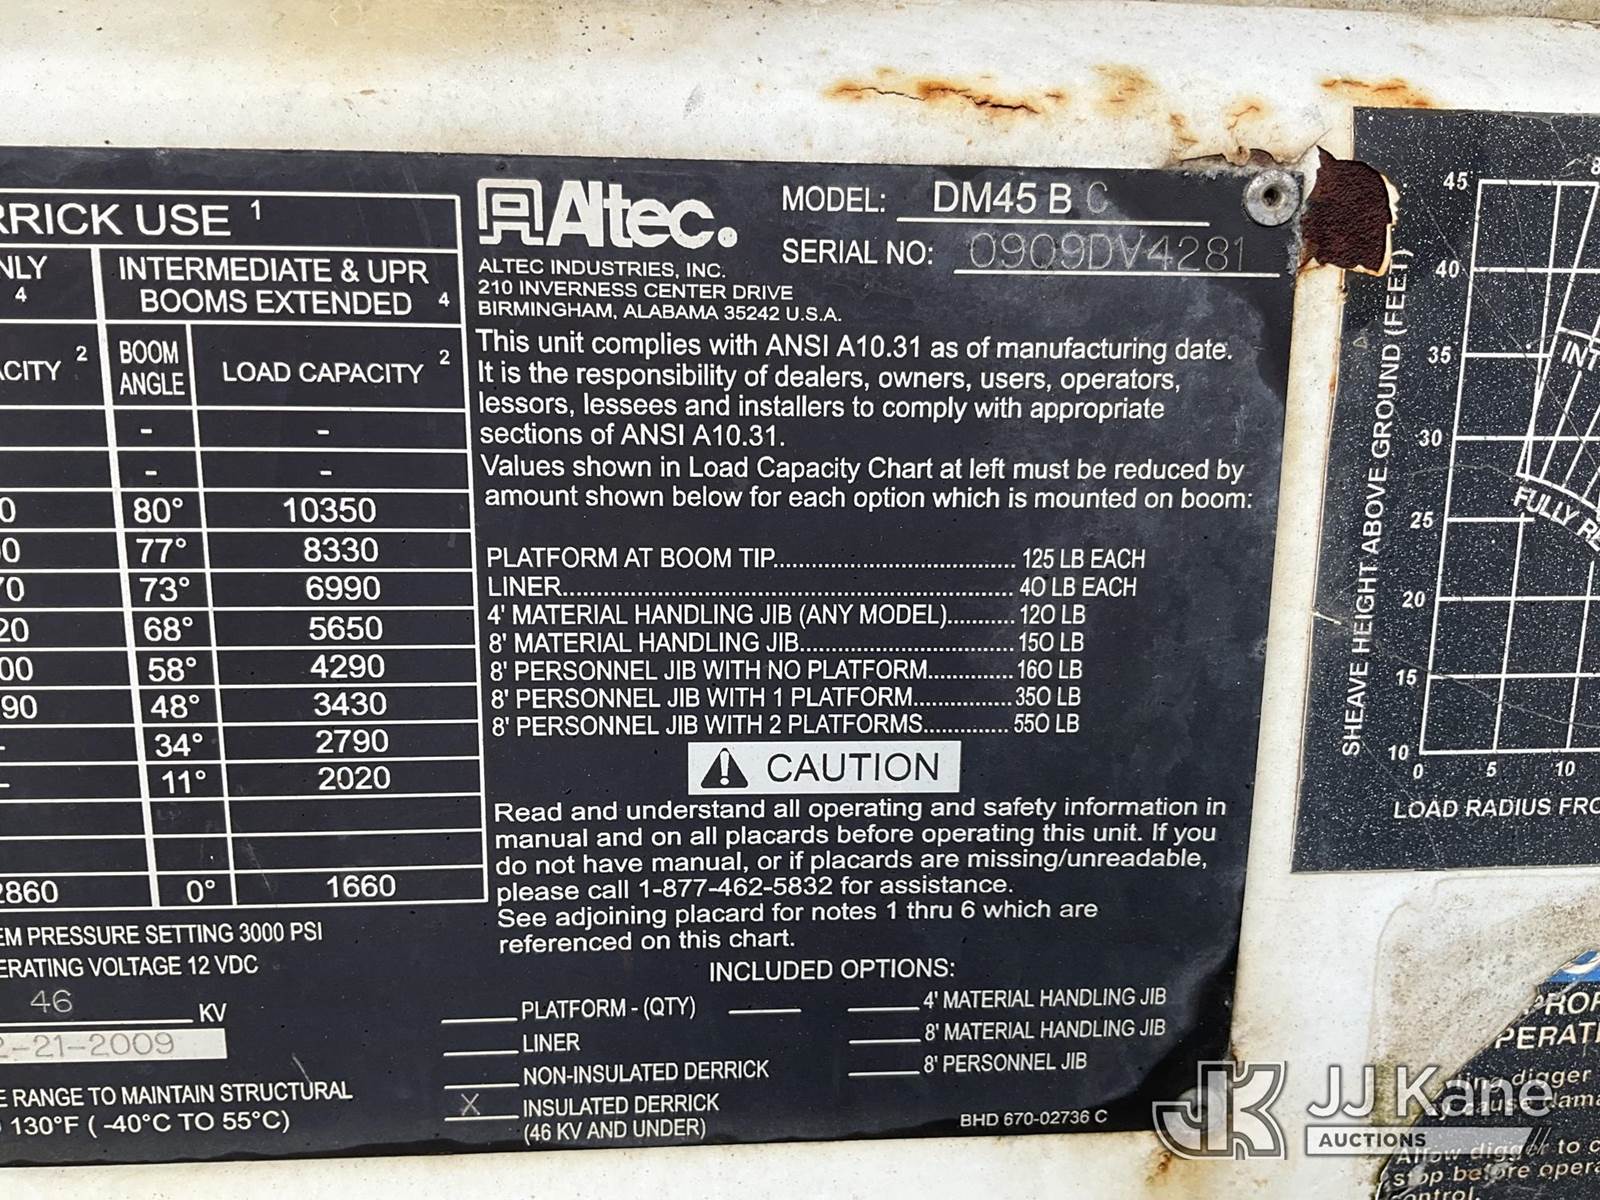 RRICK USE 1
NLY
4
INTERMEDIATE & UPR
BOOMS EXTENDED 4
ACITY 2
BOOM
ANGLE
LOAD CAPACITY 2
- -
- -
0 80° 10350
0 77° 8330
70 73° 6990
20 68° 5650
00 58° 4290
90 48° 3430
- 34° 2790
- 11° 2020
2860 0° 1660
EM PRESSURE SETTING 3000 PSI
ERATING VOLTAGE 12 VDC
46 KV
2-21-2009
E RANGE TO MAINTAIN STRUCTURAL
130°F ( -40°C TO 55°C)
Altec.
ALTEC INDUSTRIES, INC.
210 INVERNESS CENTER DRIVE
BIRMINGHAM, ALABAMA 35242 U.S.A.
MODEL: DM45 B C
SERIAL NO: 0909DV4281
This unit complies with ANSI A10.31 as of manufacturing date.
It is the responsibility of dealers, owners, users, operators,
lessors, lessees and installers to comply with appropriate
sections of ANSI A10.31.
Values shown in Load Capacity Chart at left must be reduced by
amount shown below for each option which is mounted on boom:
PLATFORM AT BOOM TIP............................ 125 LB EACH
LINER.................................................... 40 LB EACH
4' MATERIAL HANDLING JIB (ANY MODEL).......... 120 LB
8' MATERIAL HANDLING JIB......................... 150 LB
8' PERSONNEL JIB WITH NO PLATFORM............ 160 LB
8' PERSONNEL JIB WITH 1 PLATFORM.............. 350 LB
8' PERSONNEL JIB WITH 2 PLATFORMS............ 550 LB
CAUTION
Read and understand all operating and safety information in
manual and on all placards before operating this unit. If you
do not have manual, or if placards are missing/unreadable,
please call 1-877-462-5832 for assistance.
See adjoining placard for notes 1 thru 6 which are
referenced on this chart.
INCLUDED OPTIONS:
PLATFORM - (QTY)
LINER
NON-INSULATED DERRICK
X INSULATED DERRICK
(46 KV AND UNDER)
4' MATERIAL HANDLING JIB
8' MATERIAL HANDLING JIB
8' PERSONNEL JIB
BHD 670-02736 C
SHEAVE HEIGHT ABOVE GROUND (FEET)
45
40
35
30
25
20
15
10
0 5 10
8
INT
FULLY RE
LOAD RADIUS FRO
PROP
PERATI
digger
cause dama
Allow digg to c
stop before opera
control.
JK JJ Kane
AUCTIONS